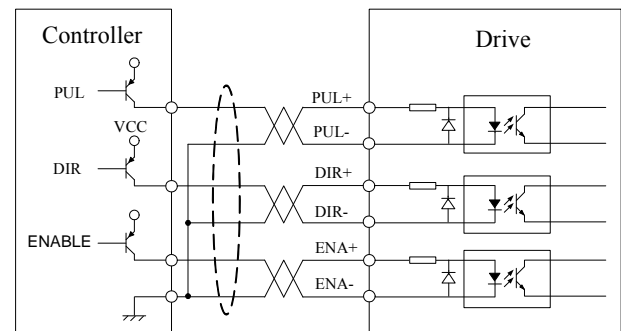 Controller
Drive
PUL
PUL+
PUL-
VCC
DIR
DIR+
DIR-
ENABLE
ENA+
ENA-